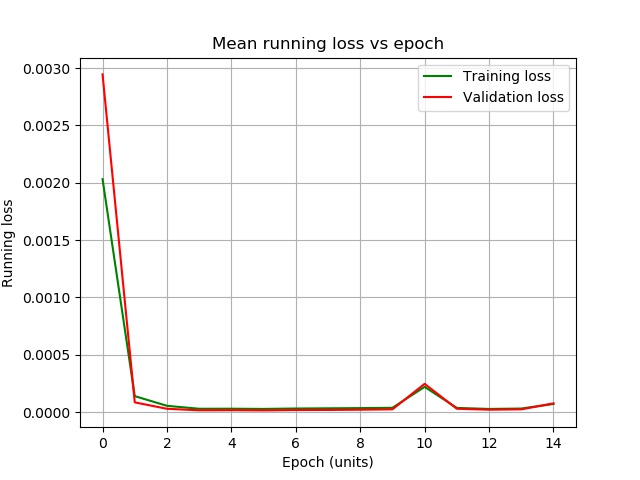 Mean running loss vs epoch
0.0030
0.0025
0.0020
0.0015
0.0010
0.0005
0.0000
Running loss
Training loss
Validation loss
0 2 4 6 8 10 12 14
Epoch (units)